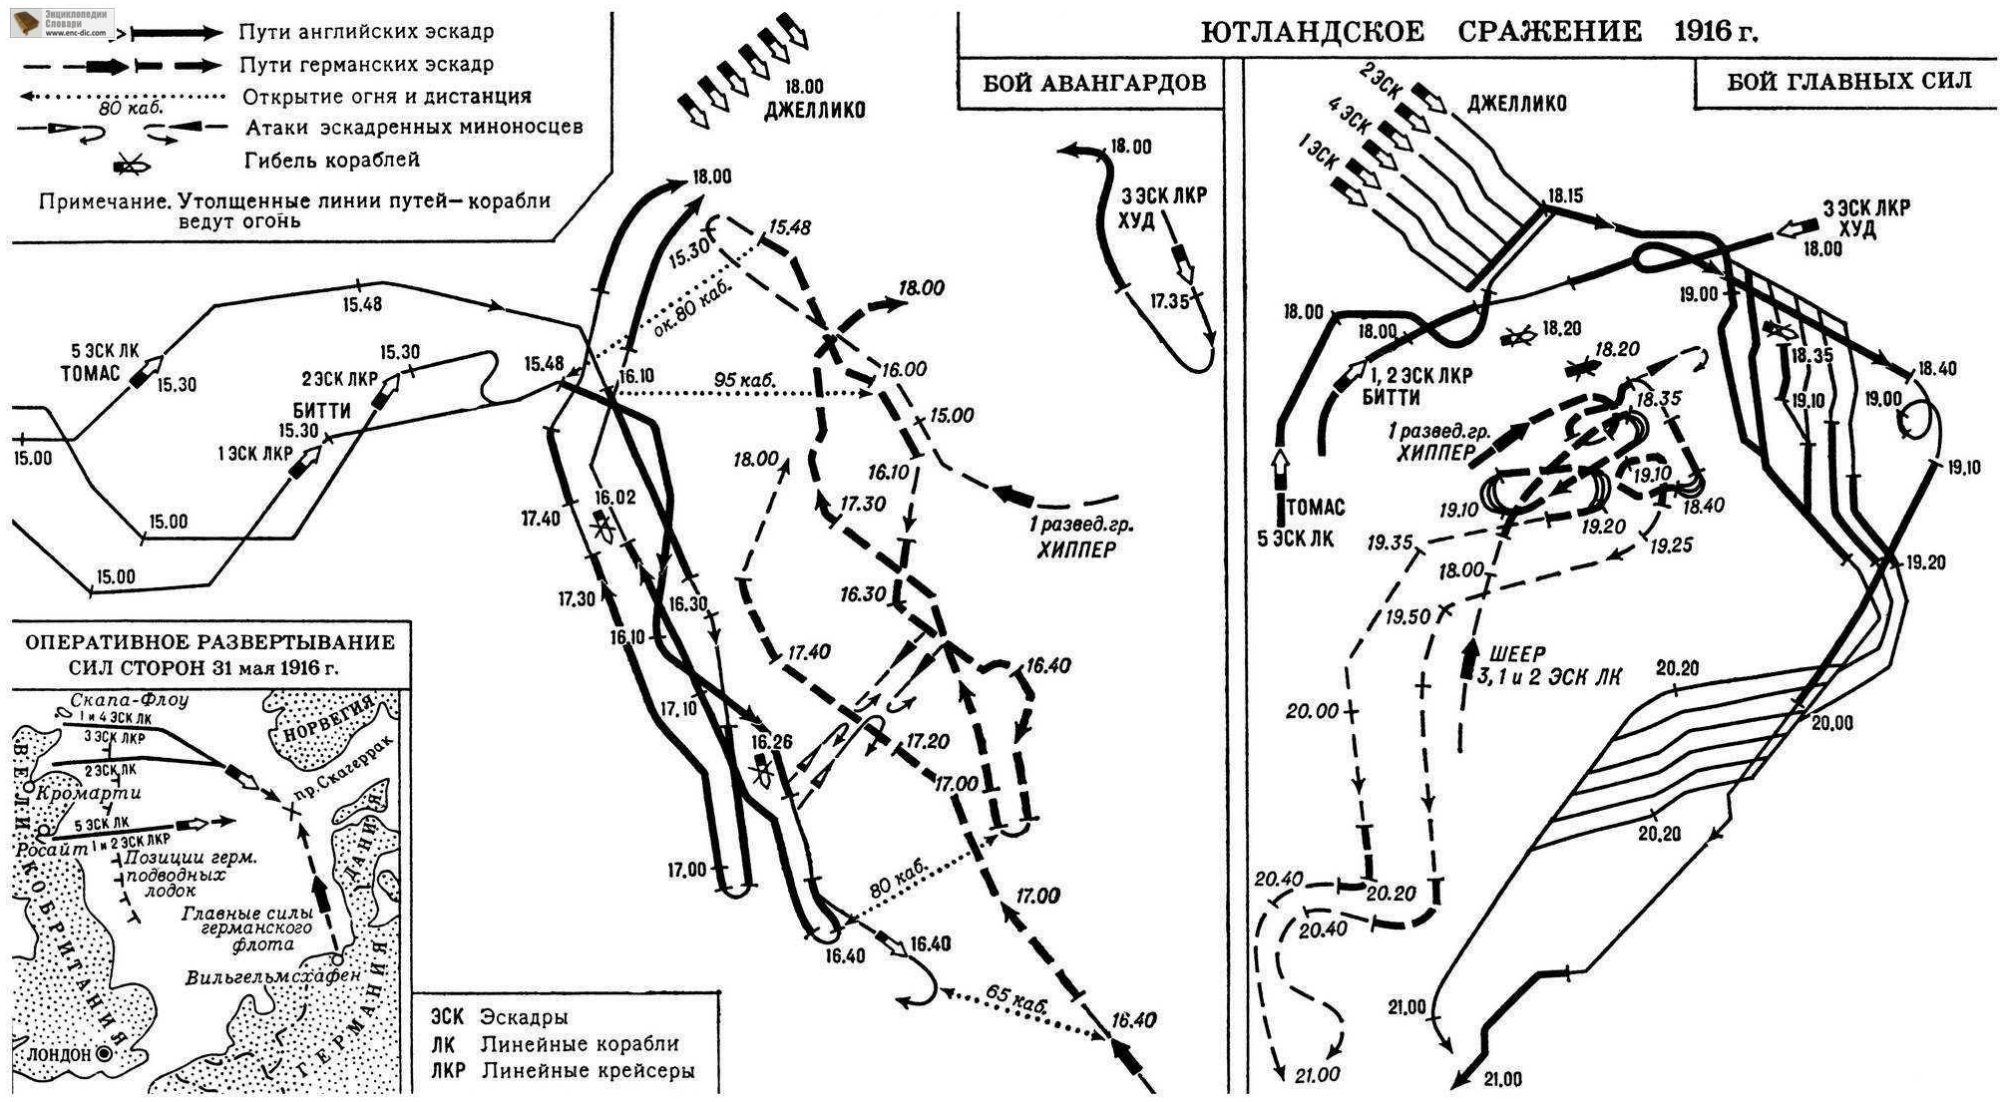 Энциклопедии
Словари
www.enc-dic.com
Пути английских эскадр
Пути германских эскадр
80 каб.
Открытие огня и дистанция
Атаки эскадренных миноносцев
Гибель кораблей
Примечание. Утолщенные линии путей — корабли
ведут огонь
ЮТЛАНДСКОЕ СРАЖЕНИЕ 1916 г.
БОЙ АВАНГАРДОВ
18.00
ДЖЕЛЛИКО
18.00
18.00
3 ЭСК ЛКР
ХУД
17.35
15.48
15.30
ок. 80 каб.
18.00
15.48
5 ЭСК ЛК
ТОМАС
15.30
15.30
2 ЭСК ЛКР
БИТТИ
15.30
1 ЭСК ЛКР
15.00
15.00
15.00
15.48
16.10
95 каб.
16.00
15.00
16.10
18.00
16.02
17.40
17.30
1 развед.гр.
ХИППЕР
17.30
16.30
16.30
16.10
17.40
16.40
17.10
16.26
17.20
17.00
17.00
80 каб.
17.00
16.40
16.40
65 каб.
16.40
БОЙ ГЛАВНЫХ СИЛ
2 ЭСК
4 ЭСК
1 ЭСК
ДЖЕЛЛИКО
18.15
3 ЭСК ЛКР
ХУД
18.00
19.00
18.00
18.00
18.20
18.20
18.35
18.40
1, 2 ЭСК ЛКР
БИТТИ
18.35
19.10
19.00
1 развед.гр.
ХИППЕР
19.10
19.10
ТОМАС
5 ЭСК ЛК
19.10
19.20
18.40
19.35
19.25
19.20
18.00
19.50
ШЕЕР
3, 1 и 2 ЭСК ЛК
20.20
20.00
20.00
20.20
20.40
20.20
20.40
21.00
21.00
21.00
ОПЕРАТИВНОЕ РАЗВЕРТЫВАНИЕ
СИЛ СТОРОН 31 мая 1916 г.
Скапа-Флоу
1 и 4 ЭСК ЛК
3 ЭСК ЛКР
2 ЭСК ЛК
Кромарти
5 ЭСК ЛК
Росайт 1 и 2 ЭСК ЛКР
НОРВЕГИЯ
пр. Скагеррак
ДАНИЯ
Позиции герм.
подводных
лодок
Главные силы
германского
флота
Вильгельмсхафен
ВЕЛИКОБРИТАНИЯ
ГЕРМАНИЯ
ЛОНДОН
ЭСК Эскадры
ЛК Линейные корабли
ЛКР Линейные крейсеры